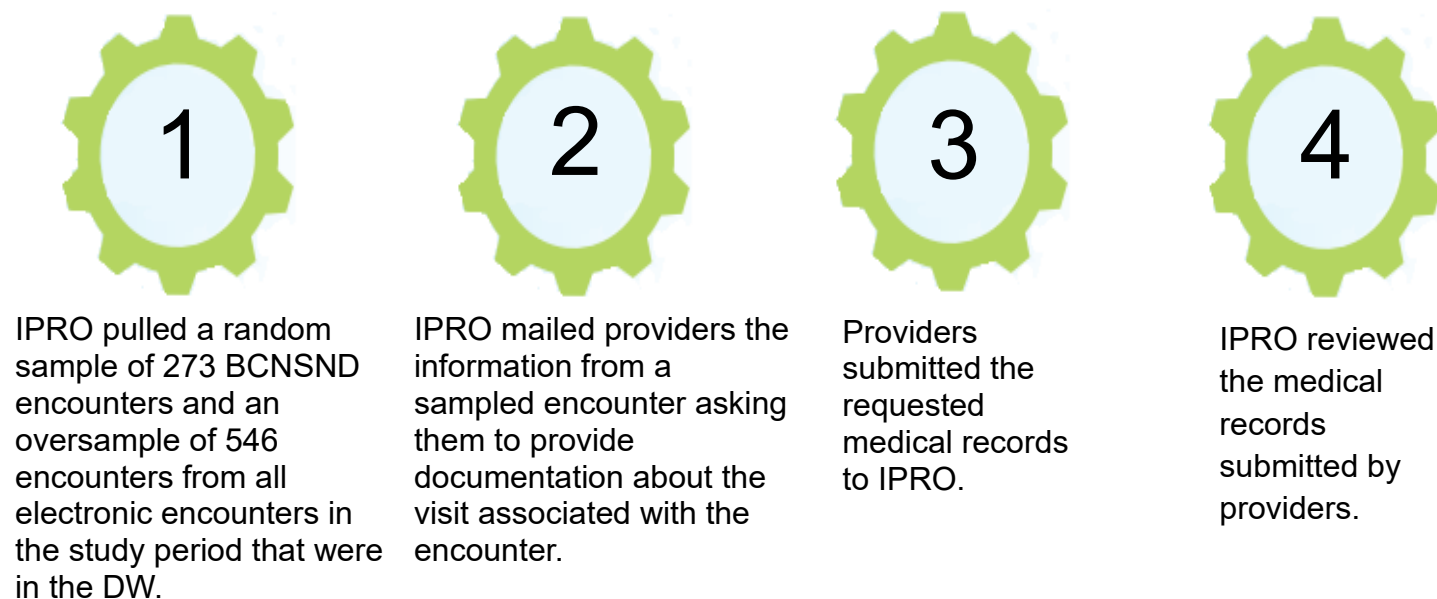 1
IPRO pulled a random
sample of 273 BCNSND
encounters and an
oversample of 546
encounters from all
electronic encounters in
the study period that were
in the DW.
2
IPRO mailed providers the
information from a
sampled encounter asking
them to provide
documentation about the
visit associated with the
encounter.
3
Providers
submitted the
requested
medical records
to IPRO.
4
IPRO reviewed
the medical
records
submitted by
providers.